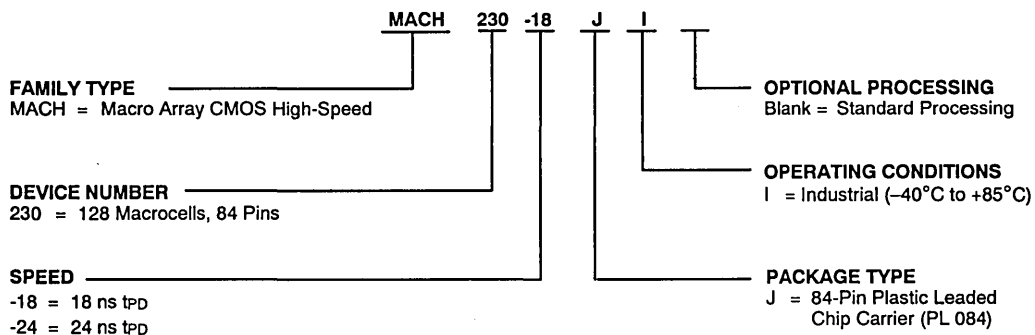 MACH 230 -18 J I
FAMILY TYPE
MACH = Macro Array CMOS High-Speed
DEVICE NUMBER
230 = 128 Macrocells, 84 Pins
SPEED
-18 = 18 ns tPD
-24 = 24 ns tPD
OPTIONAL PROCESSING
Blank = Standard Processing
OPERATING CONDITIONS
I = Industrial (–40°C to +85°C)
PACKAGE TYPE
J = 84-Pin Plastic Leaded
Chip Carrier (PL 084)